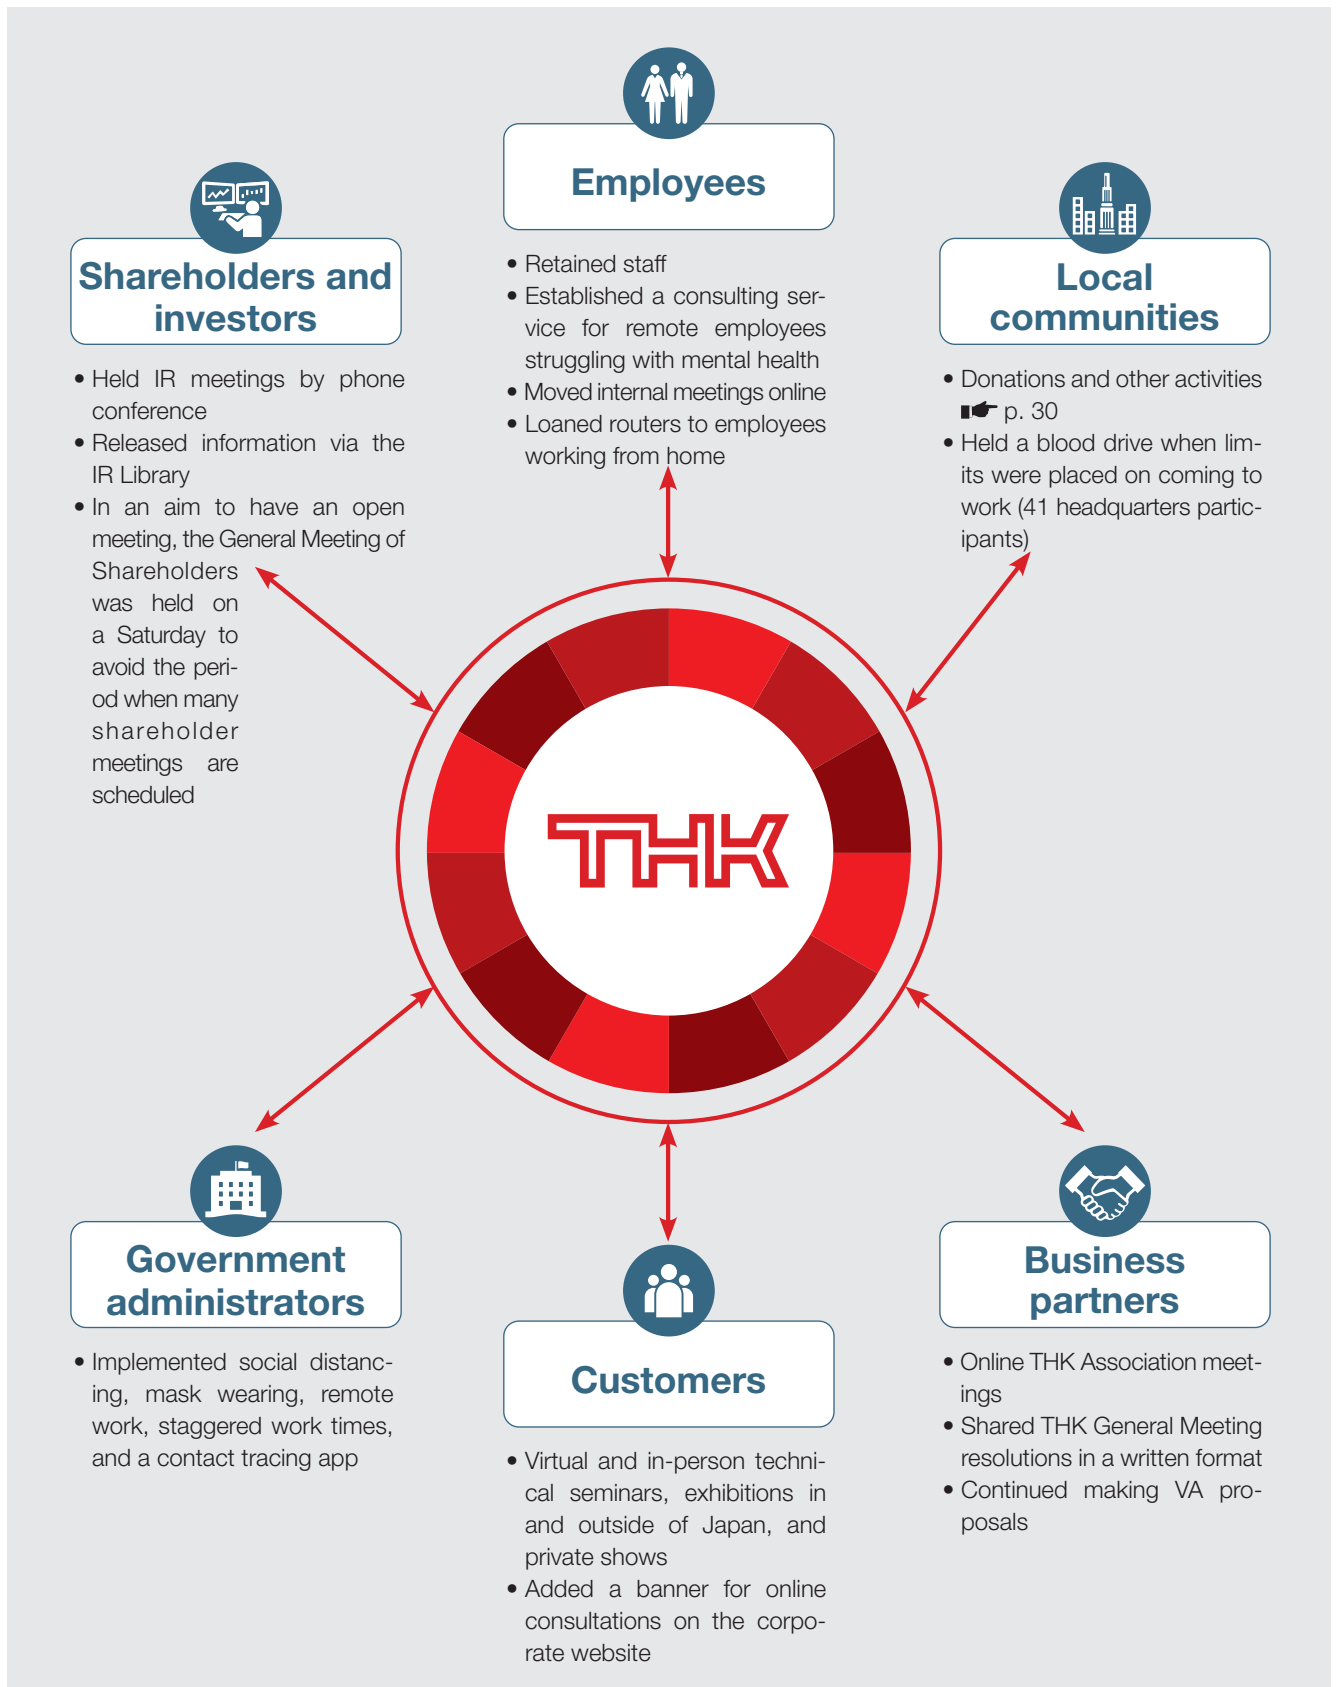 Employees
• Retained staff
• Established a consulting ser-
vice for remote employees
struggling with mental health
• Moved internal meetings online
• Loaned routers to employees
working from home
Shareholders and
investors
• Held IR meetings by phone
conference
• Released information via the
IR Library
• In an aim to have an open
meeting, the General Meeting of
Shareholders
was held on
a Saturday to
avoid the peri-
od when many
shareholder
meetings are
scheduled
Local
communities
• Donations and other activities
p. 30
• Held a blood drive when lim-
its were placed on coming to
work (41 headquarters partic-
ipants)
THK
Government
administrators
• Implemented social distanc-
ing, mask wearing, remote
work, staggered work times,
and a contact tracing app
Customers
• Virtual and in-person techni-
cal seminars, exhibitions in
and outside of Japan, and
private shows
• Added a banner for online
consultations on the corpo-
rate website
Business
partners
• Online THK Association meet-
ings
• Shared THK General Meeting
resolutions in a written format
• Continued making VA pro-
posals